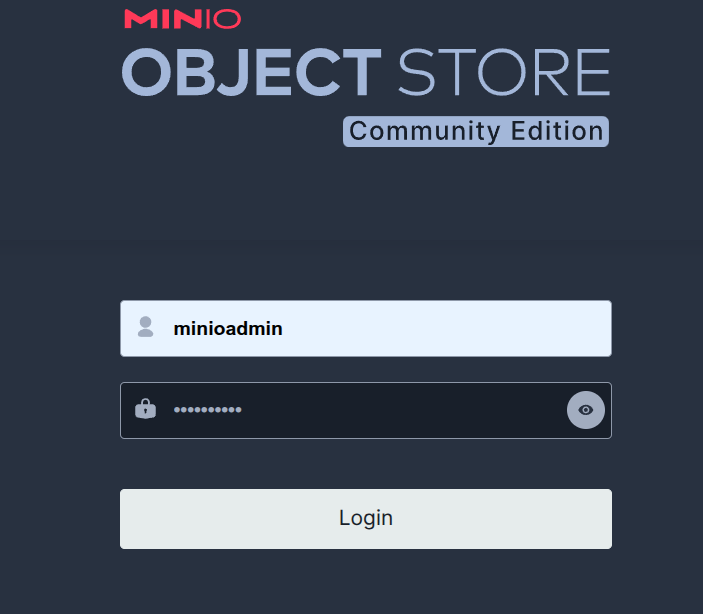 MINIO
OBJECT STORE
Community Edition
minioadmin
••••••••••
Login